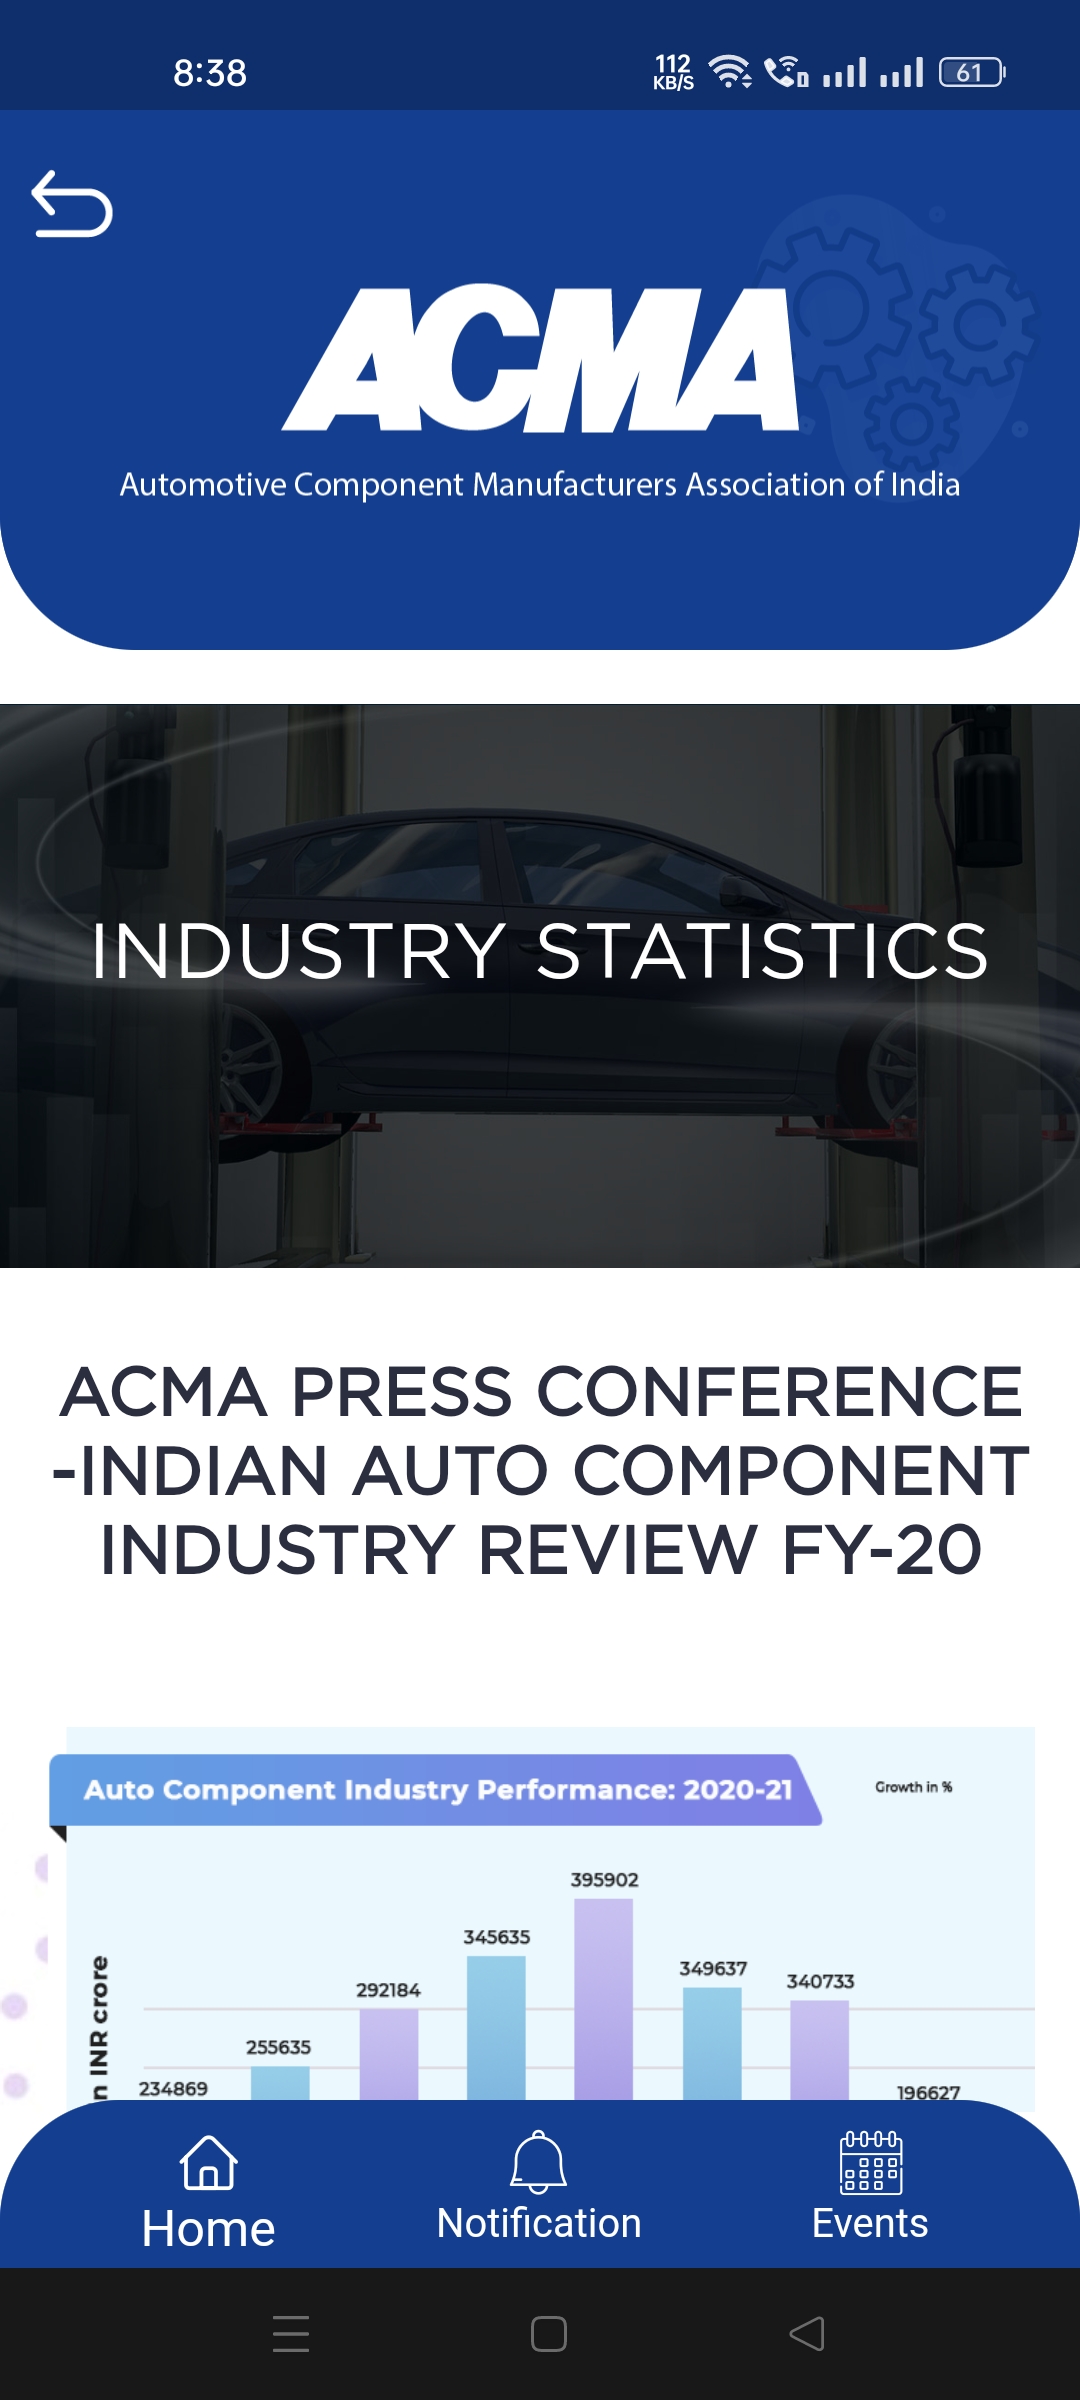 8:38
112
KB/S
61
ACMA
Automotive Component Manufacturers Association of India
INDUSTRY STATISTICS
ACMA PRESS CONFERENCE
-INDIAN AUTO COMPONENT
INDUSTRY REVIEW FY-20
Auto Component Industry Performance: 2020-21
Growth in %
395902
345635
349637
340733
292184
255635
234869
196627
n INR crore
Home
Notification
Events